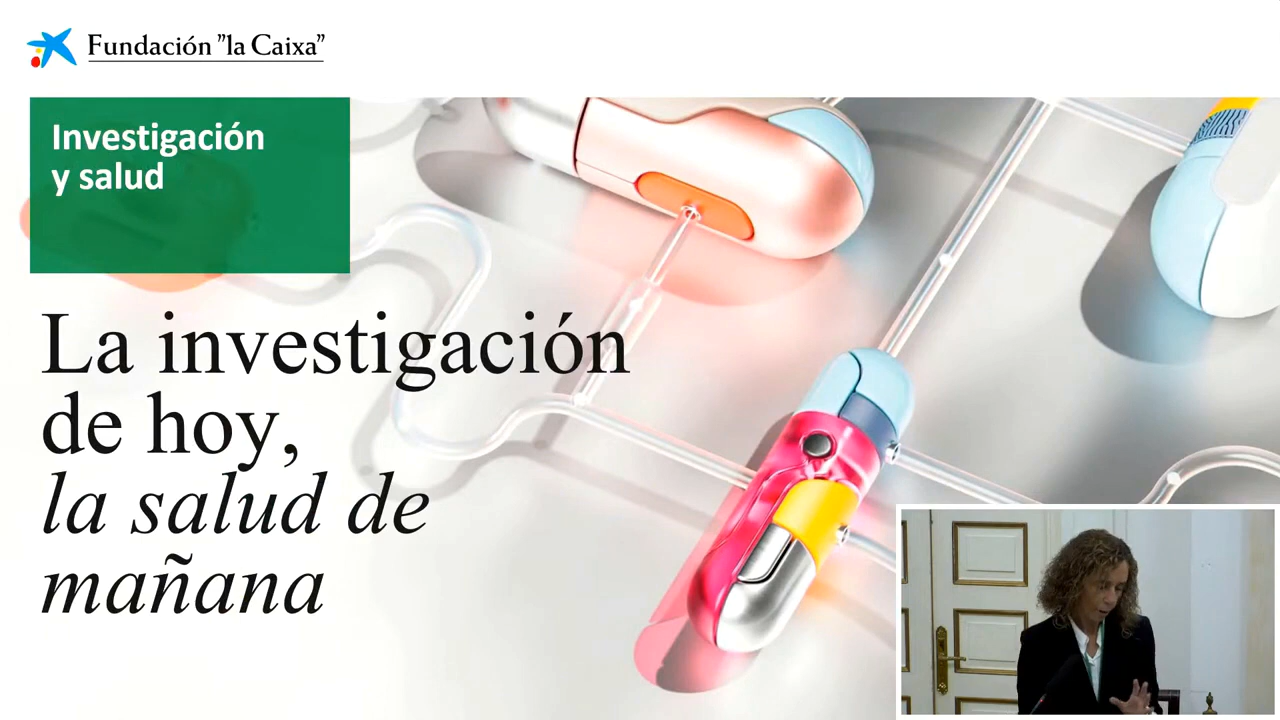 Fundación "la Caixa"
Investigación
y salud
La investigación
de hoy,
la salud de
mañana